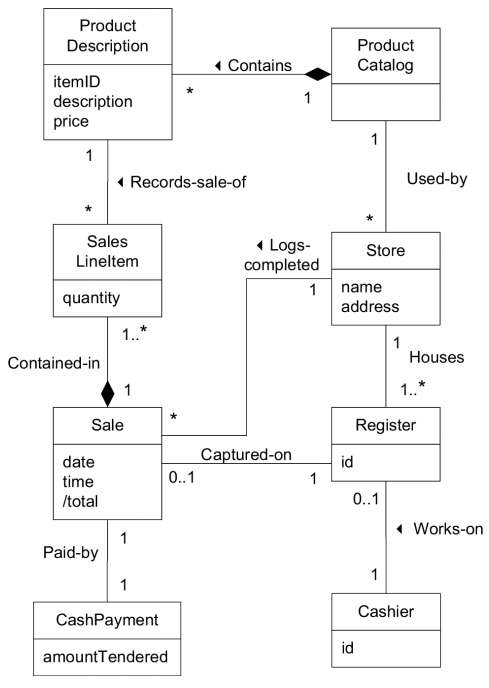 Product
Description
itemID
description
price
Product
Catalog
Contains
*
1
1
Records-sale-of
*
1
Used-by
*
Sales
LineItem
quantity
Logs-
completed
1
Store
name
address
1..*
Contained-in
1
1
Houses
1..*
Sale
date
time
/total
*
Captured-on
0..1
1
Register
id
0..1
Works-on
1
1
Paid-by
1
CashPayment
amountTendered
Cashier
id